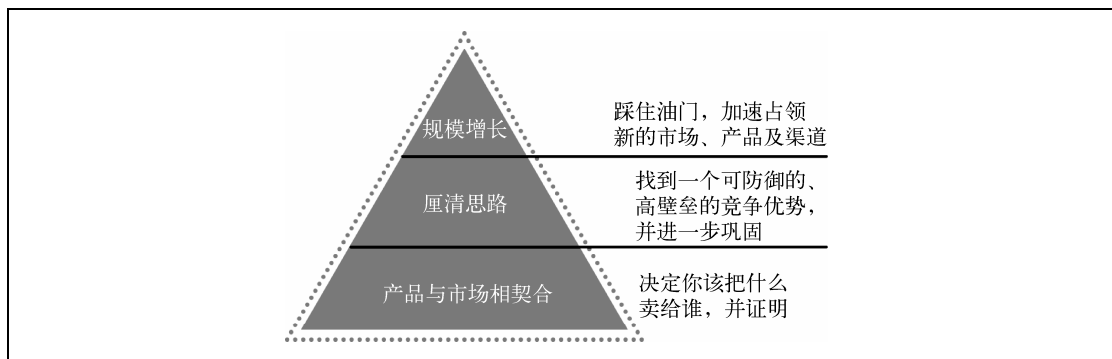 规模增长
踩住油门，加速占领
新的市场、产品及渠道
厘清思路
找到一个可防御的、
高壁垒的竞争优势，
并进一步巩固
产品与市场相契合
决定你该把什么
卖给谁，并证明